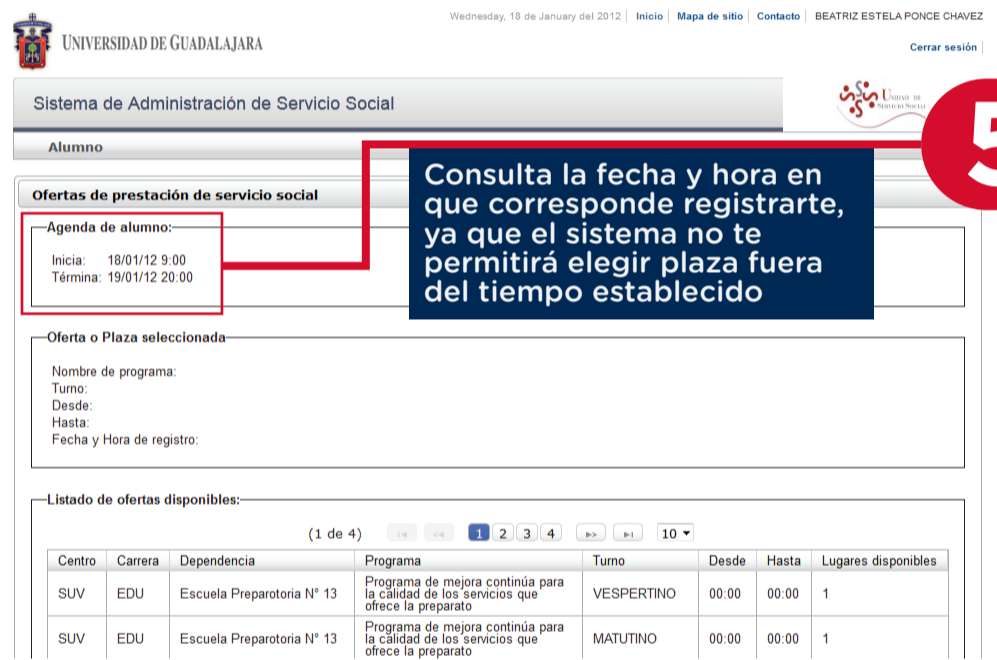 Wednesday, 18 de January del 2012 Inicio Mapa de sitio Contacto BEATRIZ ESTELA PONCE CHAVEZ
UNIVERSIDAD DE GUADALAJARA
Cerrar sesión
Sistema de Administración de Servicio Social
UNIDAD DE
SERVICIO SOCIAL
5
Alumno
Consulta la fecha y hora en
que corresponde registrarte,
ya que el sistema no te
permitirá elegir plaza fuera
del tiempo establecido
Ofertas de prestación de servicio social
Agenda de alumno:
Inicia: 18/01/12 9:00
Término: 19/01/12 20:00
Oferta o Plaza seleccionada
Nombre de programa:
Turno:
Desde:
Hasta:
Fecha y Hora de registro:
Listado de ofertas disponibles:
(1 de 4) 1 2 3 4 10
Centro Carrera Dependencia Programa Turno Desde Hasta Lugares disponibles
SUV EDU Escuela Preparotoria N° 13 Programa de mejora continúa para
la calidad de los servicios que
ofrece la preparato VESPERTINO 00:00 00:00 1
SUV EDU Escuela Preparotoria N° 13 Programa de mejora continúa para
la calidad de los servicios que
ofrece la preparato MATUTINO 00:00 00:00 1